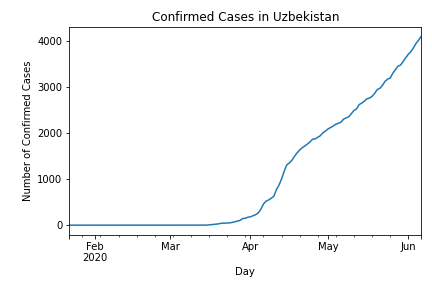 Confirmed Cases in Uzbekistan
Number of Confirmed Cases
4000
3000
2000
1000
0
Feb Mar Apr May Jun
2020
Day